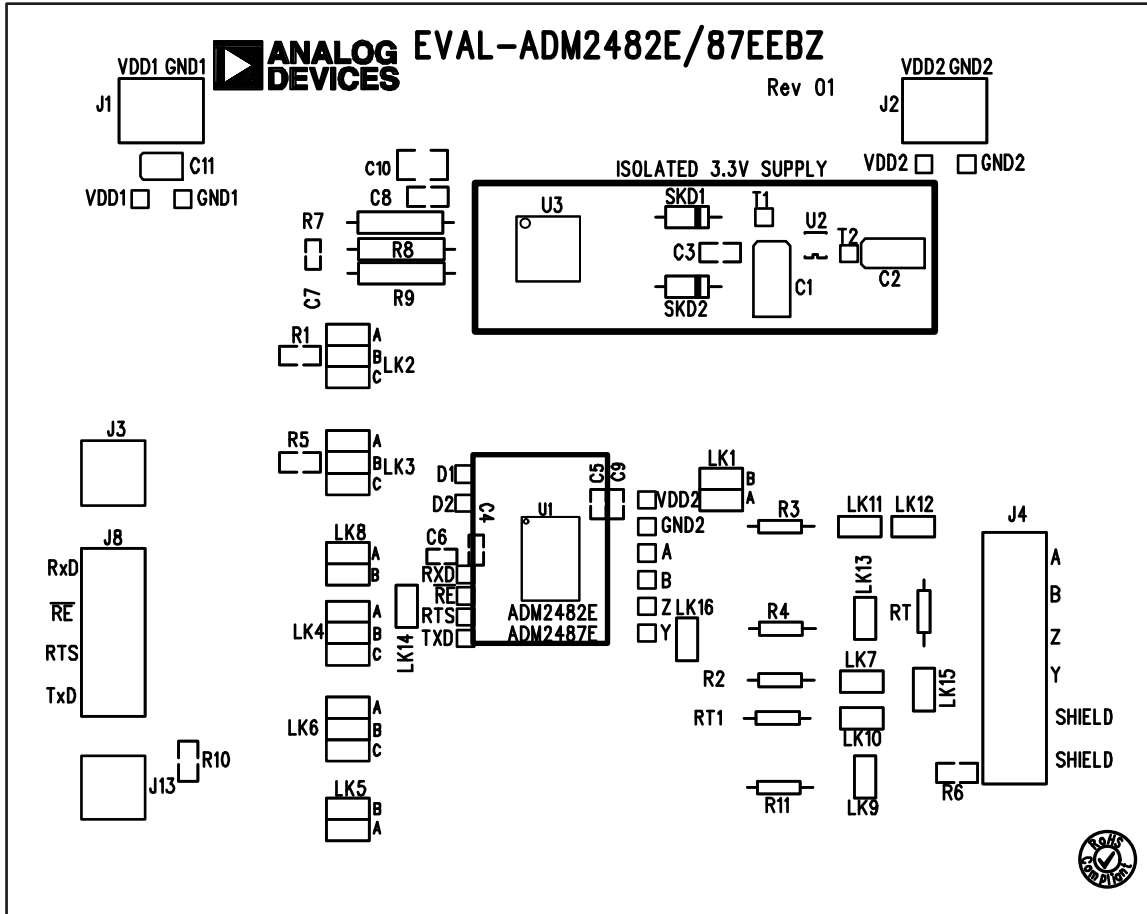 ANALOG
DEVICES
EVAL-ADM2482E/87EEBZ
Rev 01
VDD1 GND1
J1
C11
VDD1
GND1
VDD2 GND2
J2
VDD2
GND2
C10
C8
R7
R8
R9
C7
ISOLATED 3.3V SUPPLY
U3
SKD1
T1
U2
T2
C3
C1
C2
SKD2
R1
A
B
C
LK2
J3
R5
A
B
C
LK3
D1
D2
C4
C5
C9
U1
C6
RXD
RE
RTS
TXD
ADM2482E
ADM2487E
VDD2
GND2
A
B
Z
Y
LK1
B
A
R3
LK11
LK12
J4
A
B
Z
Y
SHIELD
SHIELD
J8
RxD
RE
RTS
TxD
LK8
A
B
LK4
A
B
C
LK14
LK16
R4
LK13
RT
R2
LK7
LK15
RT1
LK10
LK6
A
B
C
R10
J13
LK5
B
A
R11
LK9
R6
RoHS
Compliant